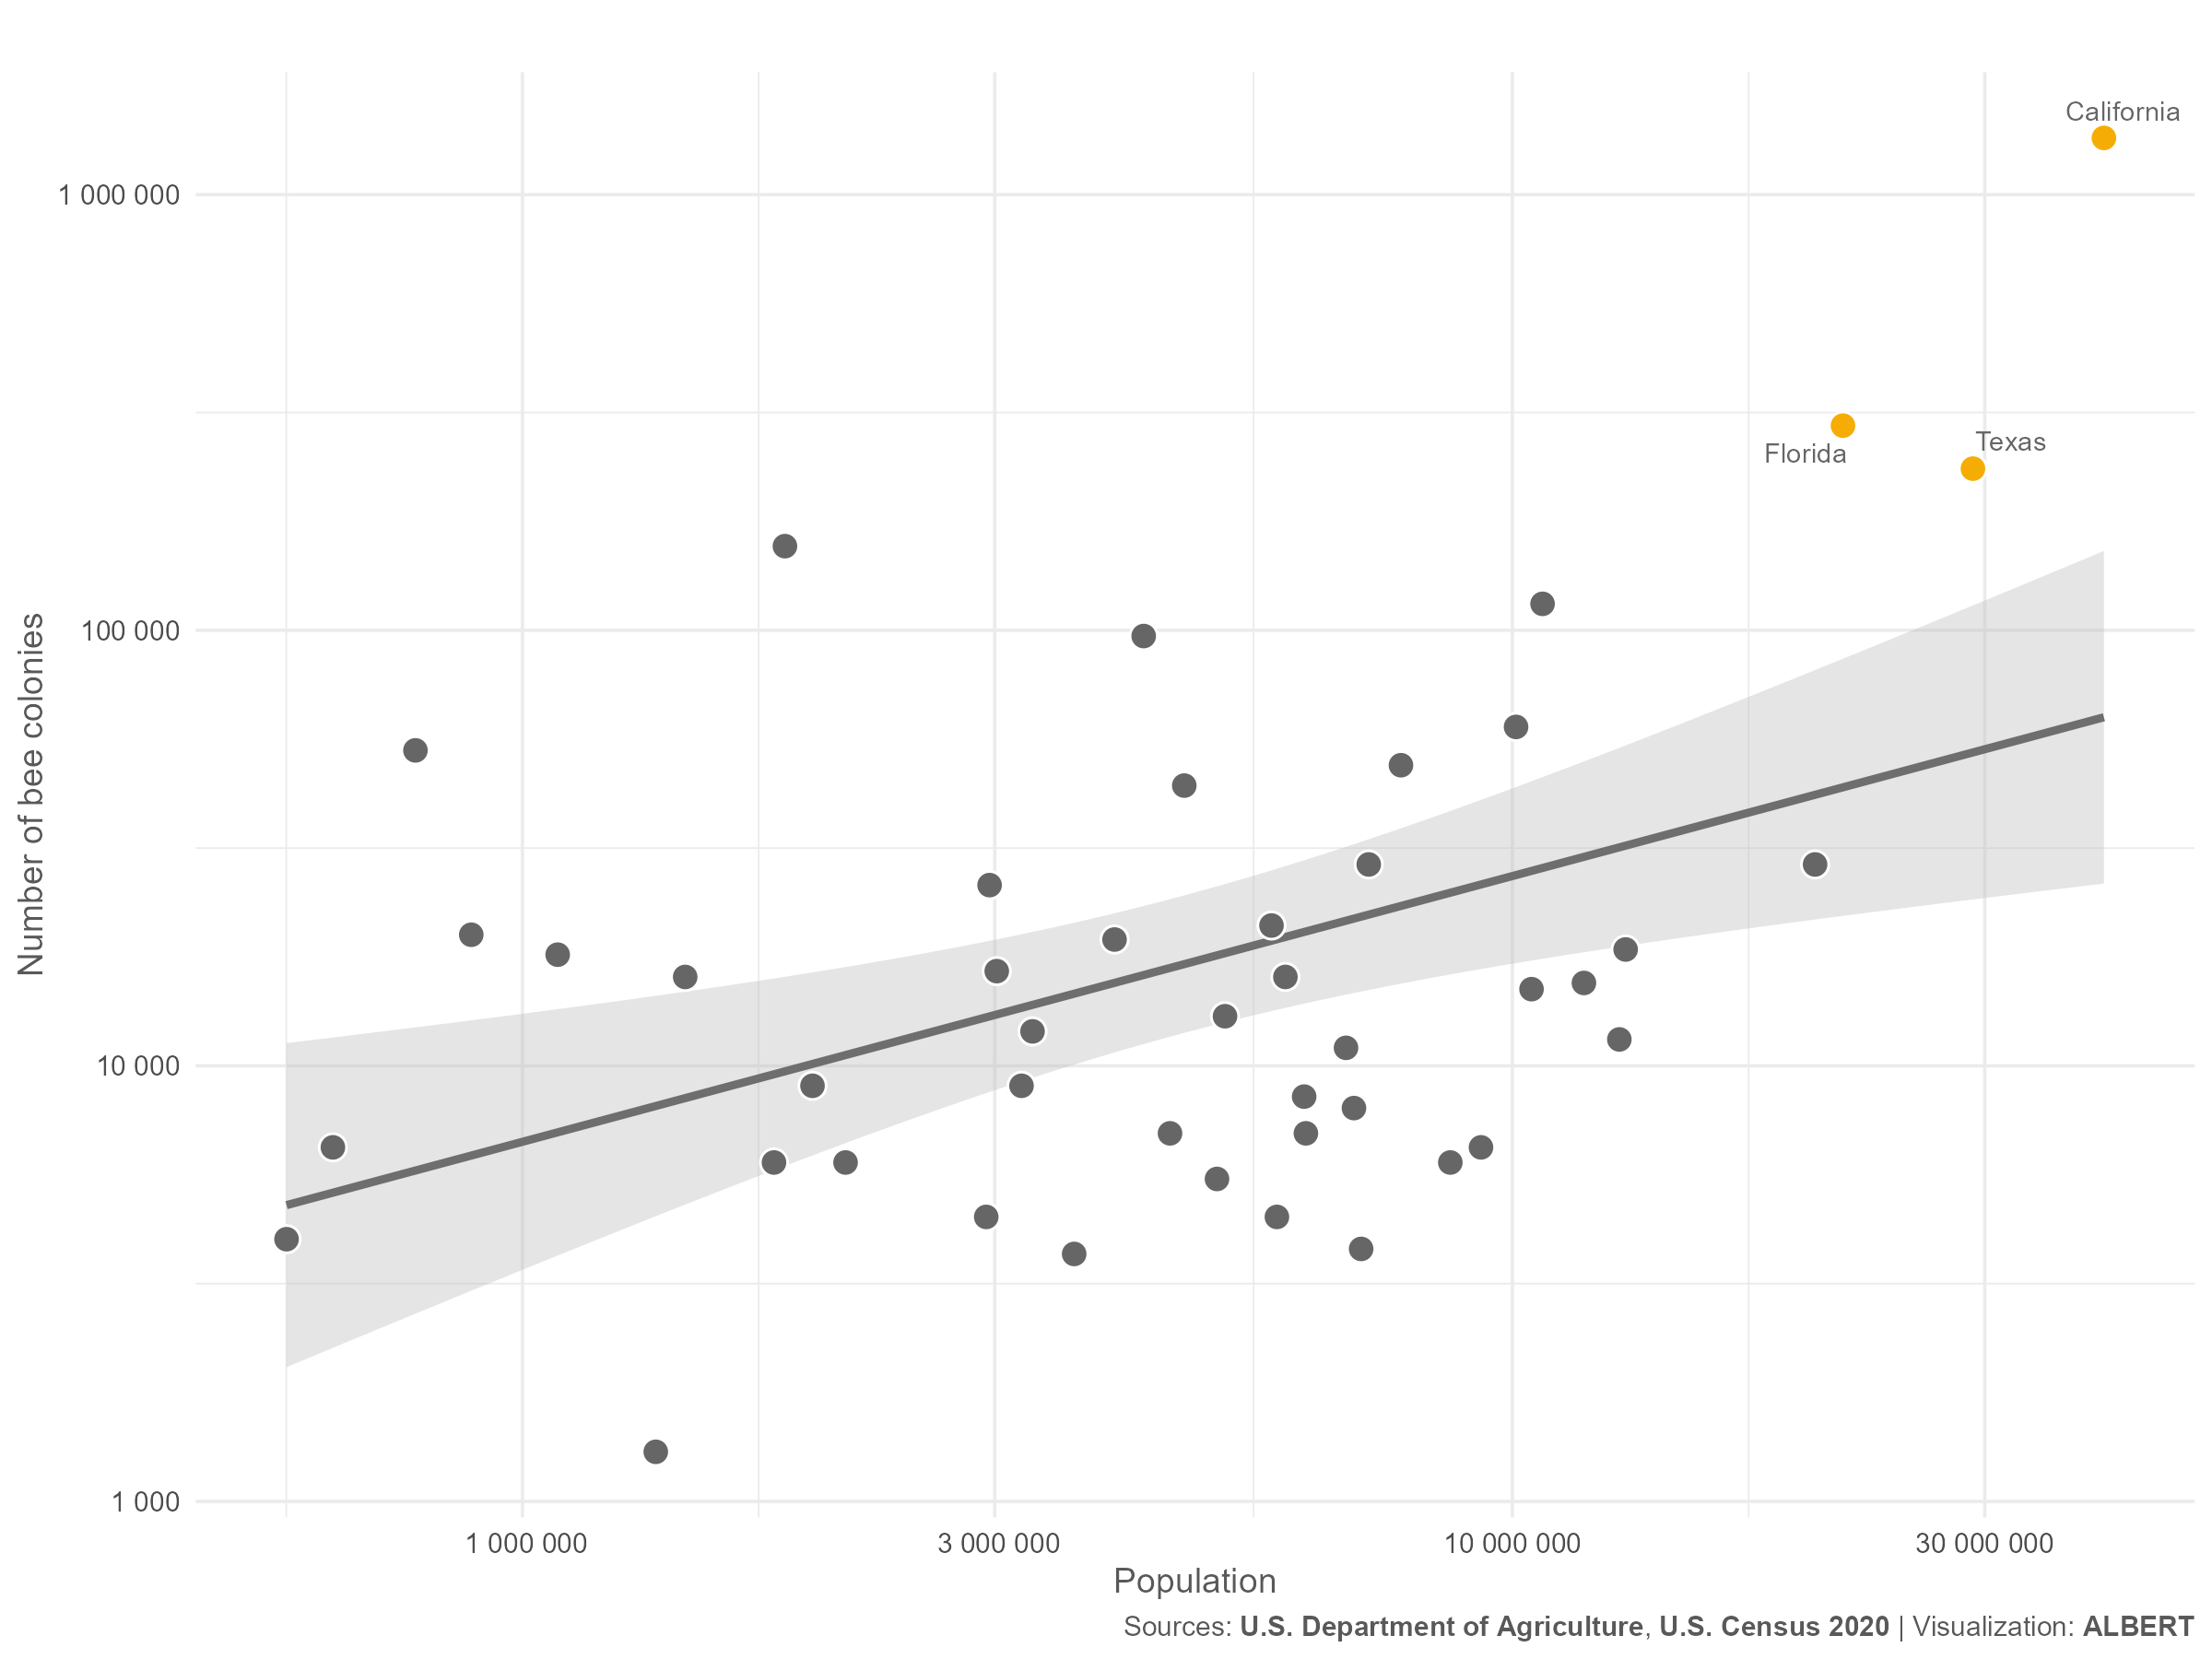 California
1 000 000
Texas
Florida
100 000
Number of bee colonies
10 000
1 000
1 000 000
3 000 000
10 000 000
30 000 000
Population
Sources: U.S. Department of Agriculture, U.S. Census 2020 | Visualization: ALBERT